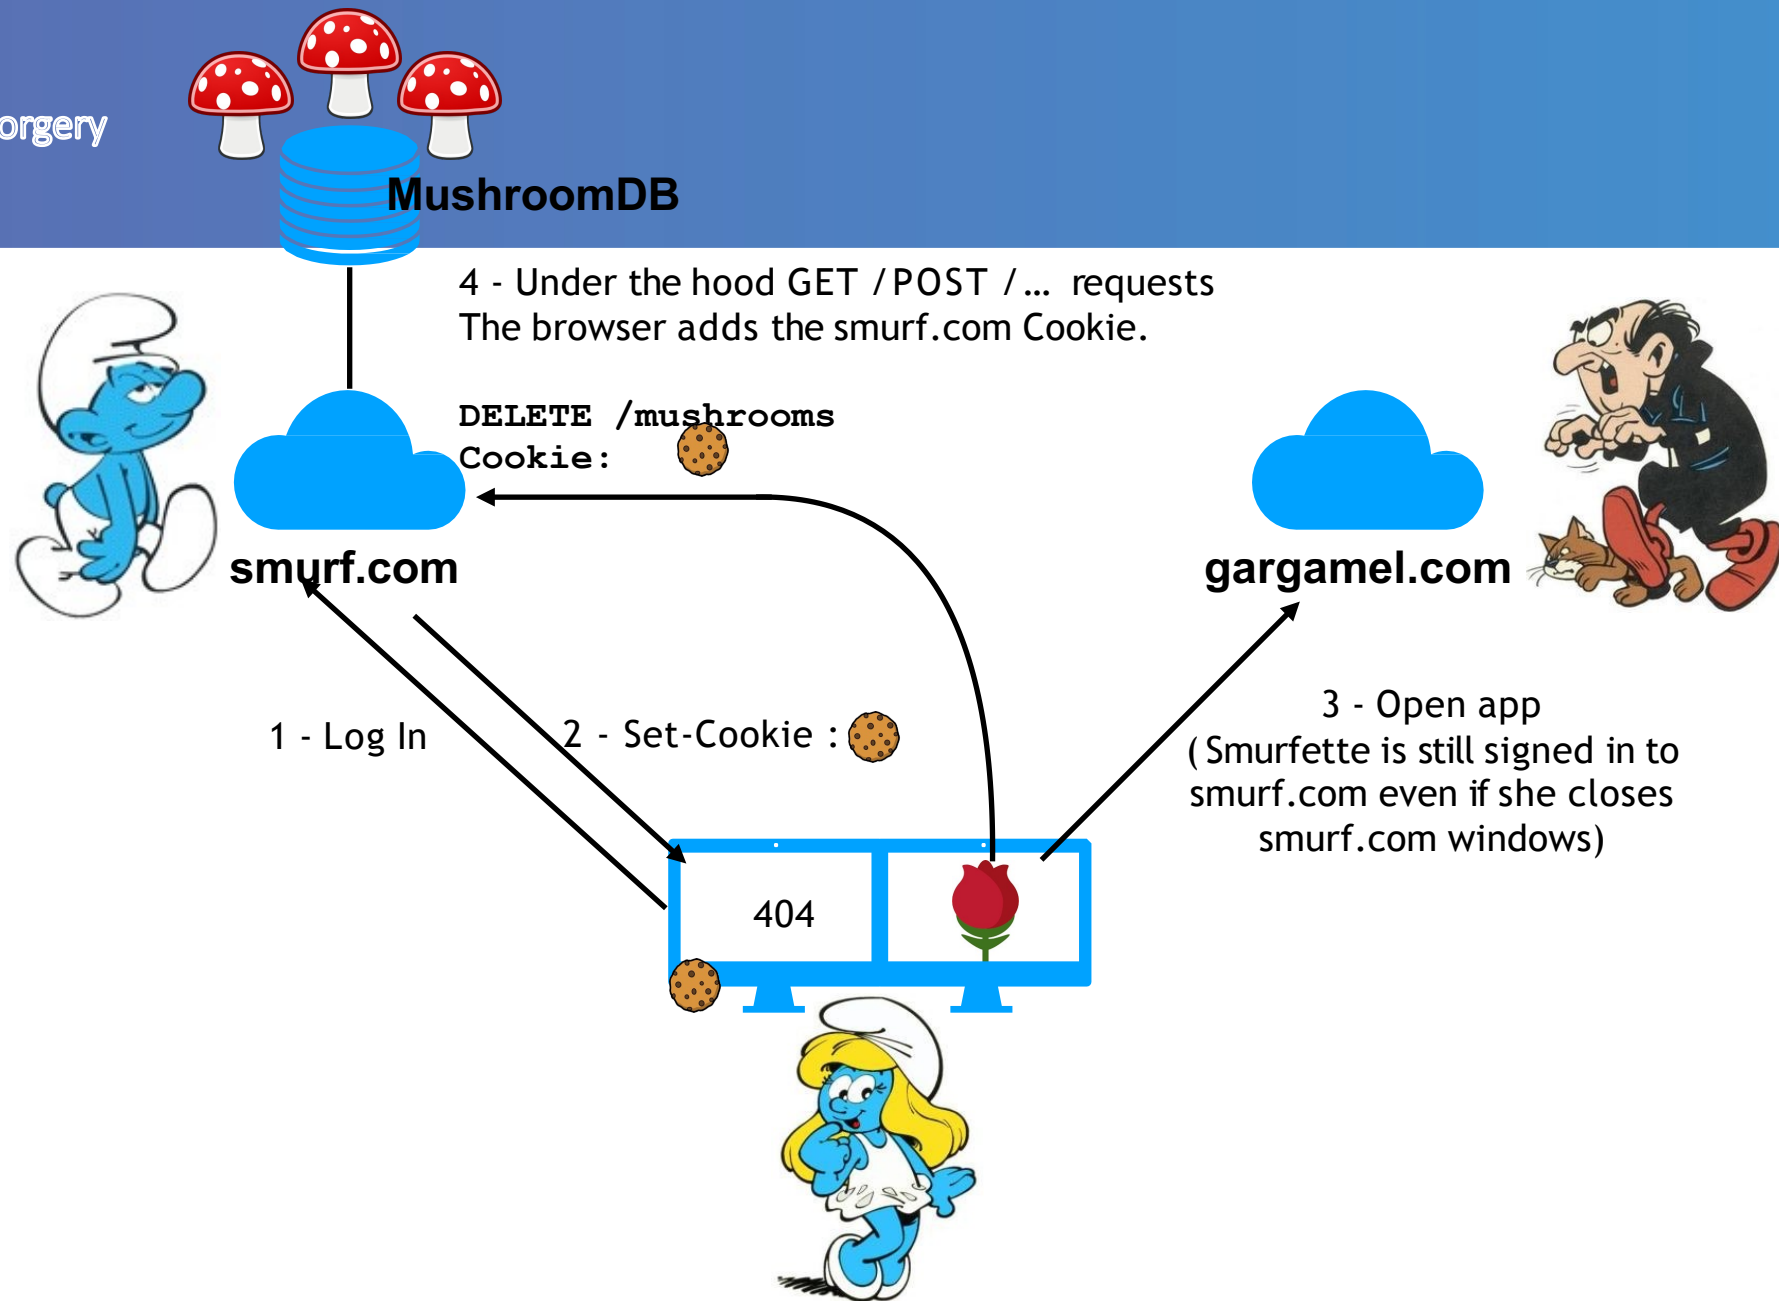 orgery
MushroomDB
4 - Under the hood GET / POST / … requests
The browser adds the smurf.com Cookie.
DELETE /mushrooms
Cookie:
smurf.com
gargamel.com
1 - Log In
2 - Set-Cookie :
3 - Open app
( Smurfette is still signed in to
smurf.com even if she closes
smurf.com windows)
404